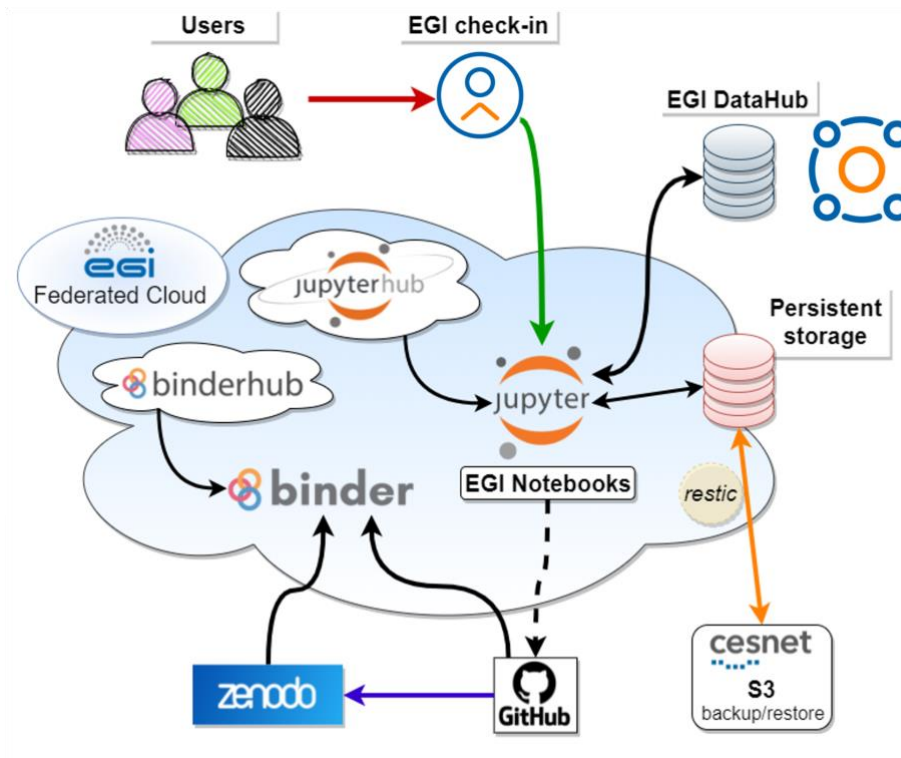 Users
EGI check-in
EGI DataHub
egi
Federated Cloud
jupyterhub
Persistent
storage
binderhub
jupyter
binder
EGI Notebooks
restic
zenodo
GitHub
cesnet
S3
backup/restore